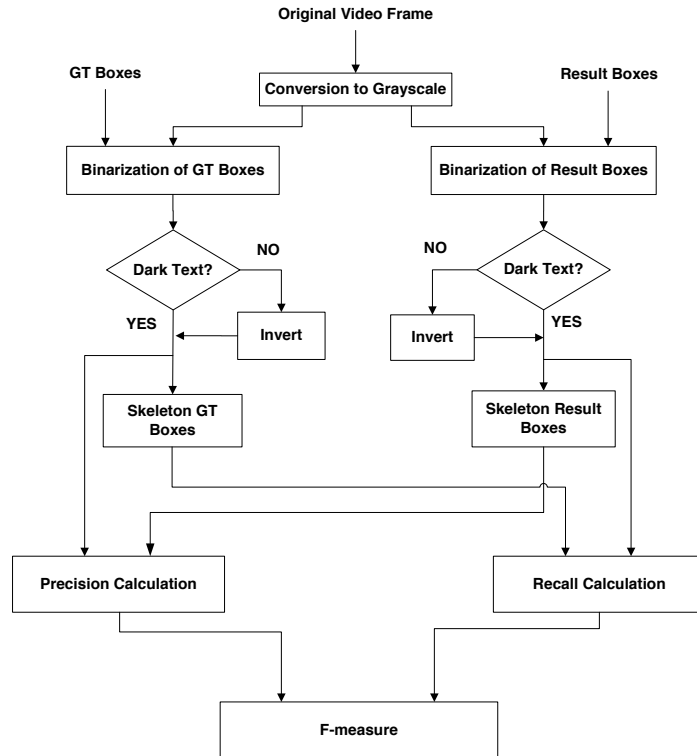 Original Video Frame
GT Boxes
Conversion to Grayscale
Result Boxes
Binarization of GT Boxes
Binarization of Result Boxes
Dark Text?
NO
NO
Dark Text?
YES
Invert
Invert
YES
Skeleton GT
Boxes
Skeleton Result
Boxes
Precision Calculation
Recall Calculation
F-measure